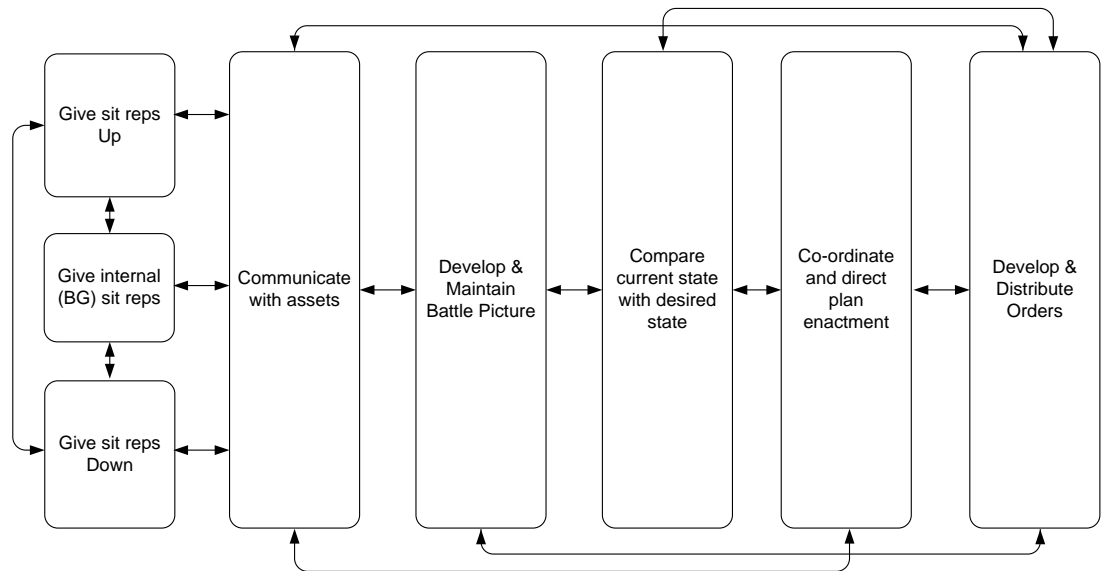 Give sit reps
Up
Give internal
(BG) sit reps
Give sit reps
Down
Communicate
with assets
Develop &
Maintain
Battle Picture
Compare
current state
with desired
state
Co-ordinate
and direct
plan
enactment
Develop &
Distribute
Orders